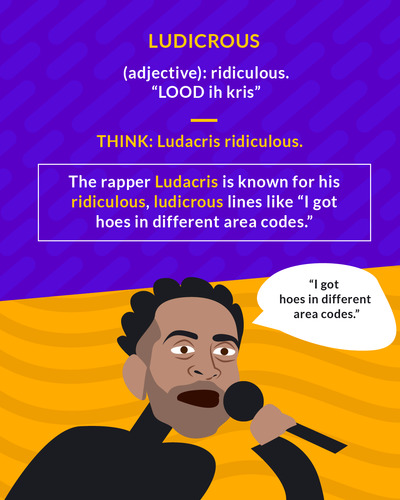 LUDICROUS
(adjective): ridiculous.
“LOOD ih kris”
THINK: Ludacris ridiculous.
The rapper Ludacris is known for his
ridiculous, ludicrous lines like “I got
hoes in different area codes.”
“I got
hoes in different
area codes.”